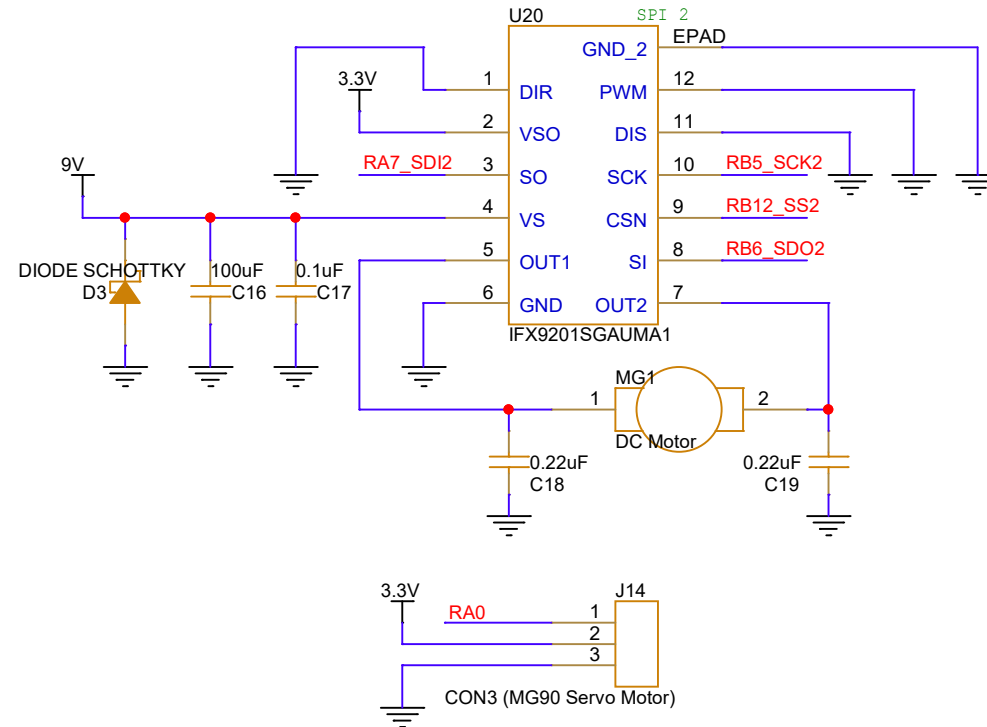 U20
SPI 2
EPAD
GND_2
3.3V
1
DIR
PWM
12
2
VSO
DIS
11
9V
RA7_SDI2
3
SO
SCK
10
RB5_SCK2
4
VS
CSN
9
RB12_SS2
5
OUT1
SI
8
RB6_SDO2
DIODE SCHOTTKY
D3
100uF
C16
0.1uF
C17
6
GND
OUT2
7
IFX9201SGAUMA1
MG1
1
2
DC Motor
0.22uF
C18
0.22uF
C19
3.3V
J14
RA0
1
2
3
CON3 (MG90 Servo Motor)